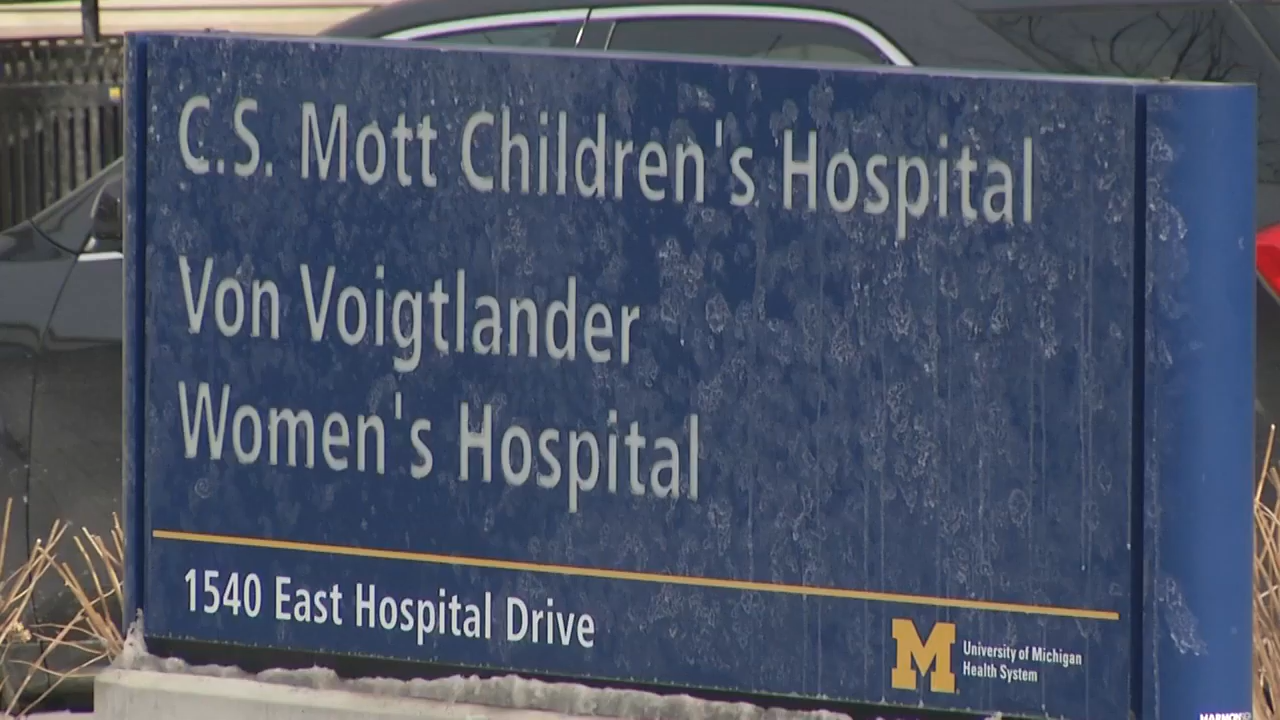 C.S. Mott Children's Hospital
Von Voigtlander
Women's Hospital
1540 East Hospital Drive
M University of Michigan
Health System